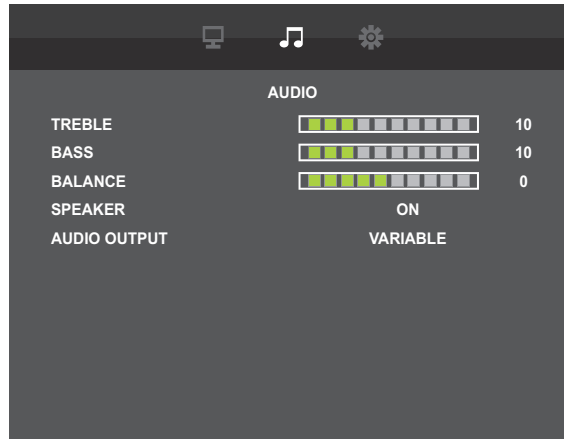 AUDIO
TREBLE 10
BASS 10
BALANCE 0
SPEAKER ON
AUDIO OUTPUT VARIABLE